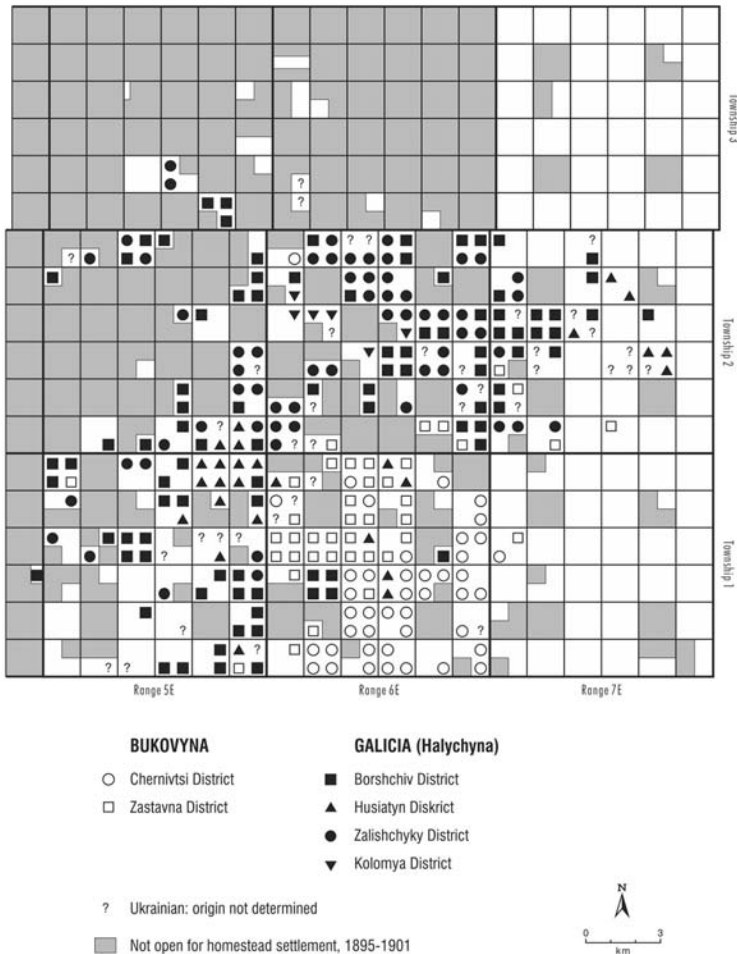 Township 3
Township 2
Township 1
Range 5E
Range 6E
Range 7E
BUKOVYNA
Chernivtsi District
Zastavna District
GALICIA (Halychyna)
Borshchiv District
Husiatyn Diskrict
Zalishchyky District
Kolomya District
? Ukrainian: origin not determined
Not open for homestead settlement, 1895-1901
N
0 3
km